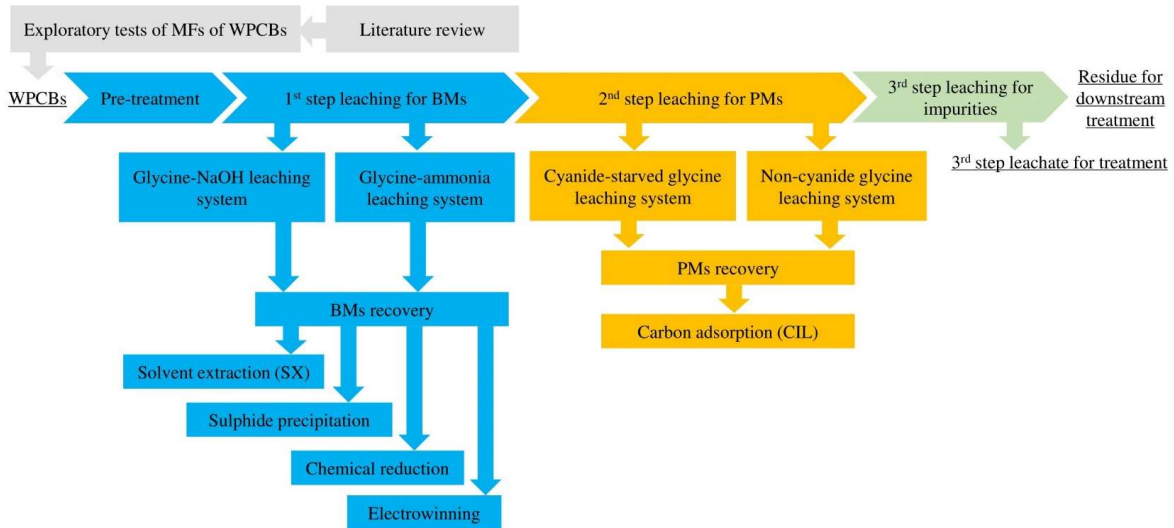 Exploratory tests of MFs of WPCBs
Literature review
WPCBs
Pre-treatment
1st step leaching for BMs
2nd step leaching for PMs
3rd step leaching for
impurities
Residue for
downstream
treatment
3rd step leachate for treatment
Glycine-NaOH leaching
system
Glycine-ammonia
leaching system
Cyanide-starved glycine
leaching system
Non-cyanide glycine
leaching system
PMs recovery
BMs recovery
Carbon adsorption (CIL)
Solvent extraction (SX)
Sulphide precipitation
Chemical reduction
Electrowinning